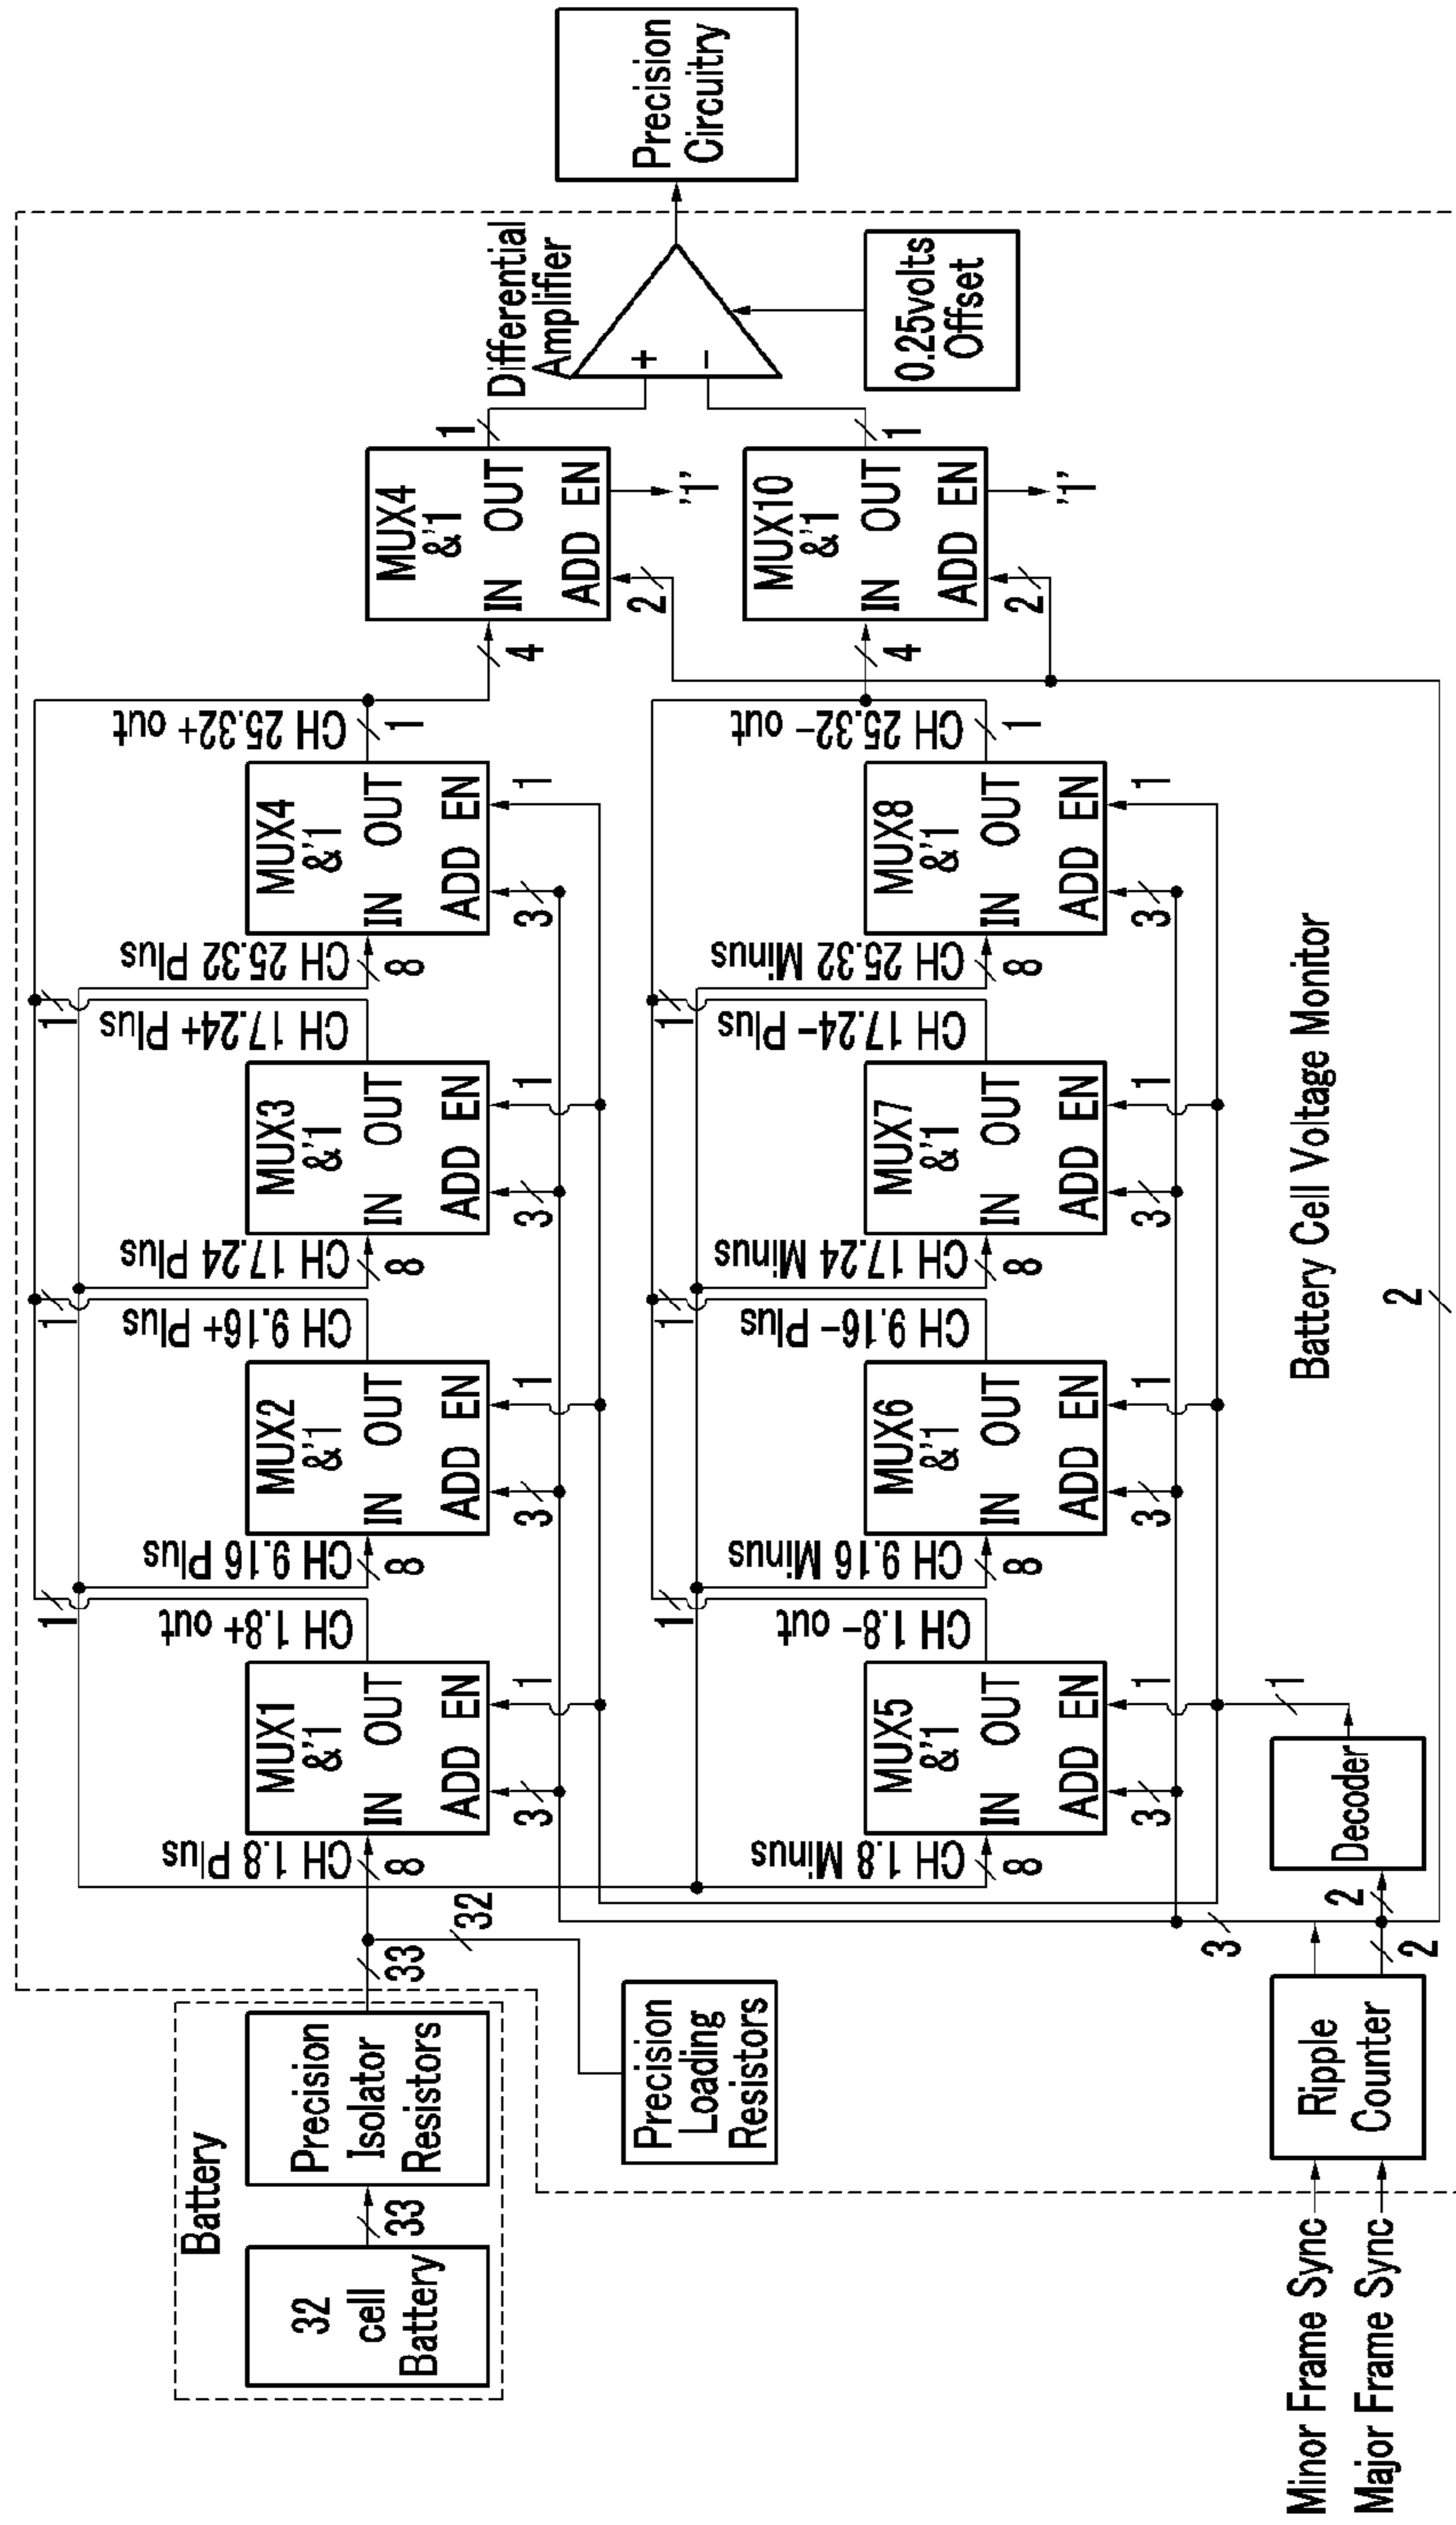 Battery
32
cell
Battery
33
Precision
Isolator
Resistors
33
32
Precision
Loading
Resistors
CH 1.8 Plus
8
MUX1
&'1
IN OUT
ADD EN
3
1
CH 1.8+ out
1
CH 9.16 Plus
8
MUX2
&'1
IN OUT
ADD EN
3
1
CH 9.16+ Plus
1
CH 17.24 Plus
8
MUX3
&'1
IN OUT
ADD EN
3
1
CH 17.24+ Plus
1
CH 25.32 Plus
8
MUX4
&'1
IN OUT
ADD EN
3
1
CH 25.32+ out
1
4
MUX4
&'1
IN OUT
ADD EN
2
'1'
1
Differential
Amplifier
+
-
Precision
Circuitry
0.25volts
Offset
CH 1.8 Minus
8
MUX5
&'1
IN OUT
ADD EN
3
1
CH 1.8- out
1
CH 9.16 Minus
8
MUX6
&'1
IN OUT
ADD EN
3
1
CH 9.16- Plus
1
CH 17.24 Minus
8
MUX7
&'1
IN OUT
ADD EN
3
1
CH 17.24- Plus
1
CH 25.32 Minus
8
MUX8
&'1
IN OUT
ADD EN
3
1
CH 25.32- out
1
4
MUX10
&'1
IN OUT
ADD EN
2
'1'
1
Minor Frame Sync
Major Frame Sync
Ripple
Counter
3
2
2
Decoder
1
2
Battery Cell Voltage Monitor